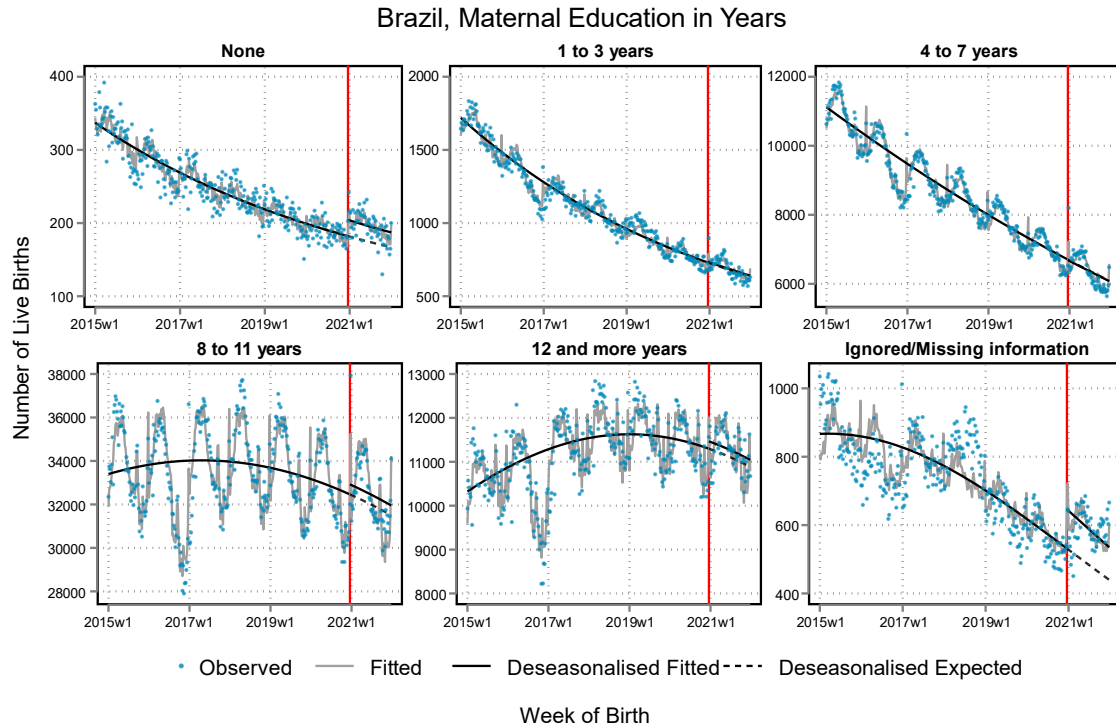 Brazil, Maternal Education in Years
None
1 to 3 years
4 to 7 years
400
300
200
100
2000
1500
1000
500
12000
10000
8000
6000
2015w1 2017w1 2019w1 2021w1
2015w1 2017w1 2019w1 2021w1
2015w1 2017w1 2019w1 2021w1
Number of Live Births
8 to 11 years
12 and more years
Ignored/Missing information
38000
36000
34000
32000
30000
28000
13000
12000
11000
10000
9000
8000
1000
800
600
400
2015w1 2017w1 2019w1 2021w1
2015w1 2017w1 2019w1 2021w1
2015w1 2017w1 2019w1 2021w1
Observed Fitted Deseasonalised Fitted Deseasonalised Expected
Week of Birth